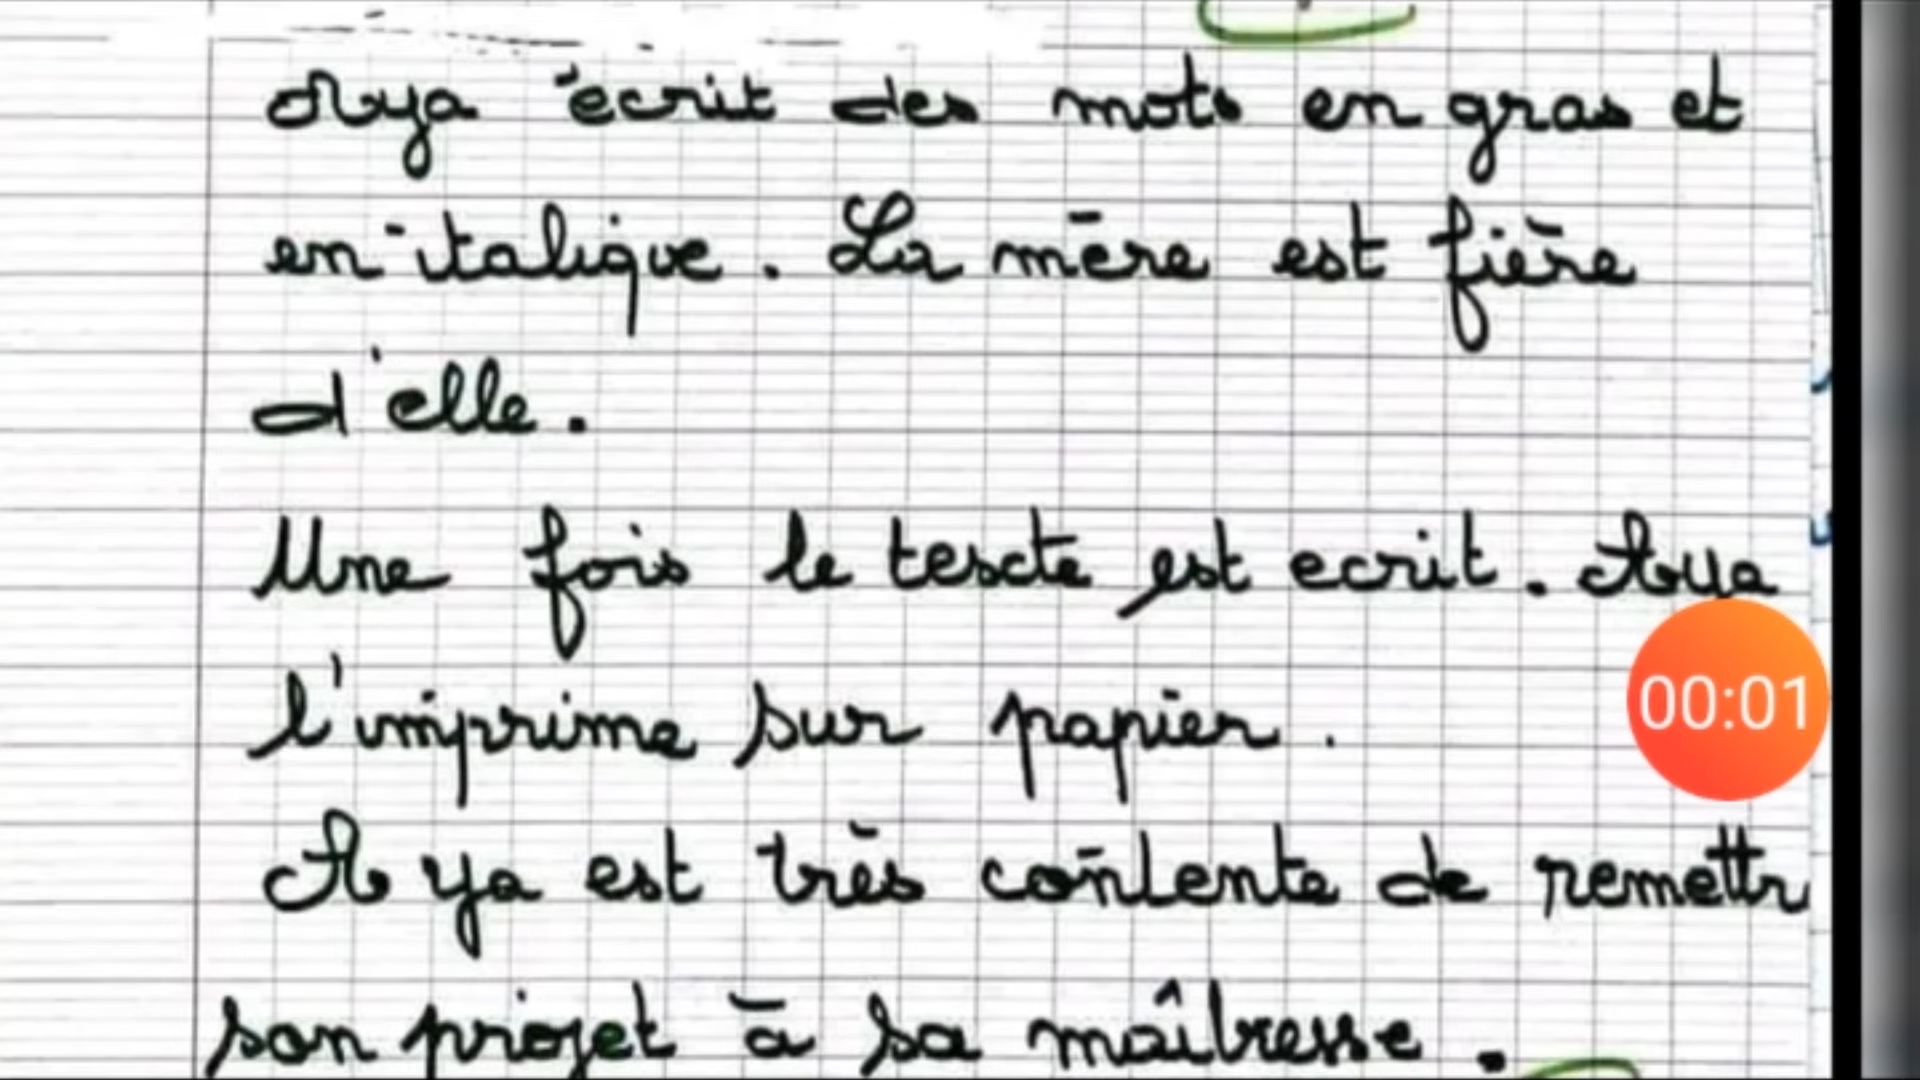 Aya écrit des mots en gras et
en italique. La mère est fière
d'elle.
Une fois le texte est ecrit. Aya
l'imprime sur papier.
00:01
Aya est très contente de remettr
son projet à sa maîtresse.